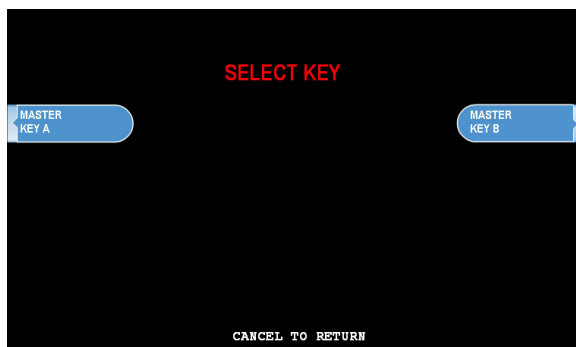 SELECT KEY
MASTER
KEY A
MASTER
KEY B
CANCEL TO RETURN